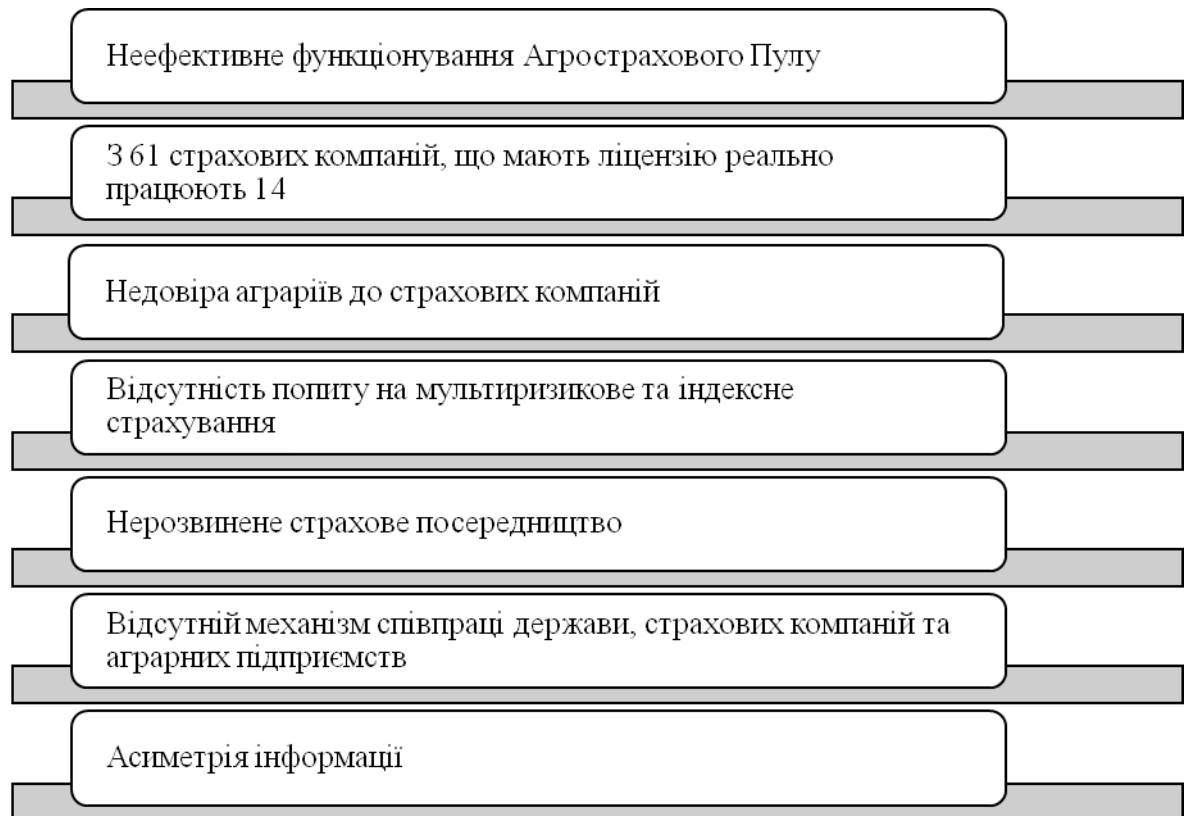 Неефективне функціонування Агрострахового Пулу
З 61 страхових компаній, що мають ліцензію реально
працюють 14
Недовіра аграріїв до страхових компаній
Відсутність попиту на мультиризикове та індексне
страхування
Нерозвинене страхове посередництво
Відсутній механізм співпраці держави, страхових компаній та
аграрних підприємств
Асиметрія інформації